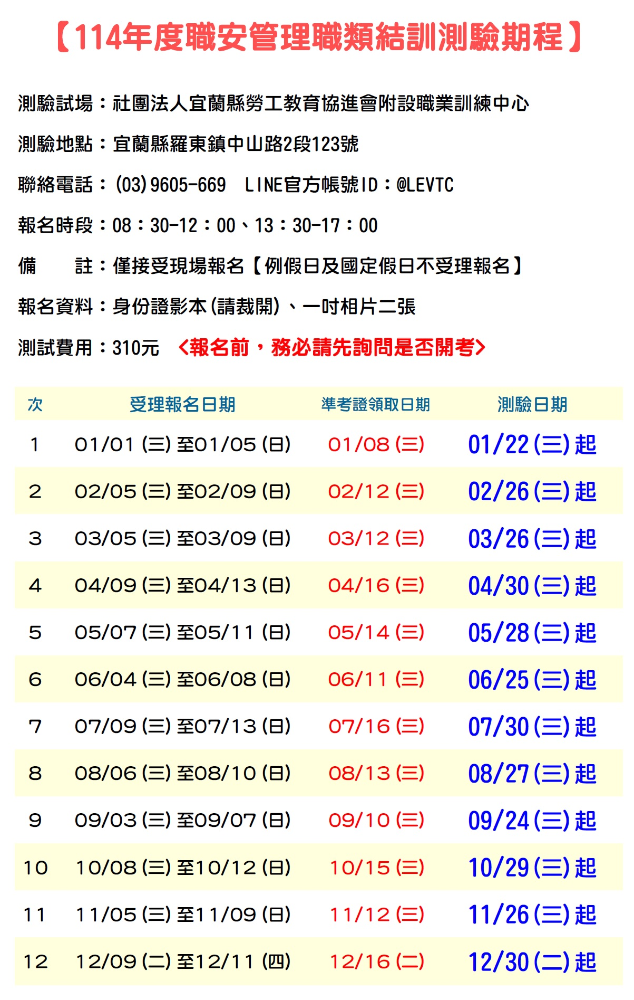 【114年度職安管理職類結訓測驗期程】
測驗試場：社團法人宜蘭縣勞工教育協進會附設職業訓練中心
測驗地點：宜蘭縣羅東鎮中山路2段123號
聯絡電話：(03)9605-669　LINE官方帳號ID：@LEVTC
報名時段：08：30-12：00、13：30-17：00
備　　註：僅接受現場報名【例假日及國定假日不受理報名】
報名資料：身份證影本(請裁開)、一吋相片二張
測試費用：310元　<報名前，務必請先詢問是否開考>
次 受理報名日期 準考證領取日期 測驗日期
1 01/01(三)至01/05(日) 01/08(三) 01/22(三)起
2 02/05(三)至02/09(日) 02/12(三) 02/26(三)起
3 03/05(三)至03/09(日) 03/12(三) 03/26(三)起
4 04/09(三)至04/13(日) 04/16(三) 04/30(三)起
5 05/07(三)至05/11(日) 05/14(三) 05/28(三)起
6 06/04(三)至06/08(日) 06/11(三) 06/25(三)起
7 07/09(三)至07/13(日) 07/16(三) 07/30(三)起
8 08/06(三)至08/10(日) 08/13(三) 08/27(三)起
9 09/03(三)至09/07(日) 09/10(三) 09/24(三)起
10 10/08(三)至10/12(日) 10/15(三) 10/29(三)起
11 11/05(三)至11/09(日) 11/12(三) 11/26(三)起
12 12/09(二)至12/11(四) 12/16(二) 12/30(二)起